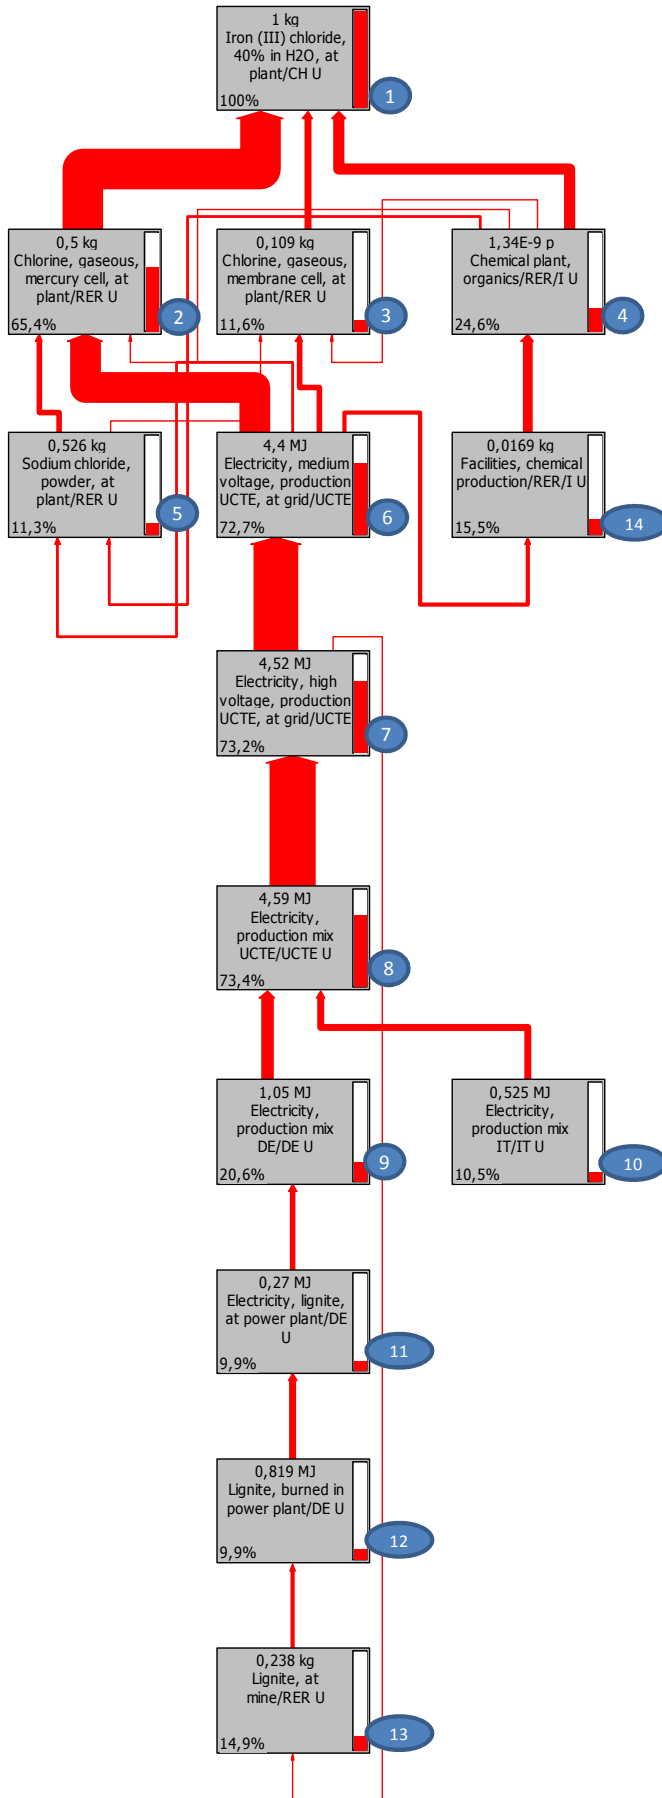 1 kg
Iron (III) chloride,
40% in H2O, at
plant/CH U
100%
1
0,5 kg
Chlorine, gaseous,
mercury cell, at
plant/RER U
65,4%
2
0,109 kg
Chlorine, gaseous,
membrane cell, at
plant/RER U
11,6%
3
1,34E-9 p
Chemical plant,
organics/RER/I U
24,6%
4
0,526 kg
Sodium chloride,
powder, at
plant/RER U
11,3%
5
4,4 MJ
Electricity, medium
voltage, production
UCTE, at grid/UCTE
72,7%
6
0,0169 kg
Facilities, chemical
production/RER/I U
15,5%
14
4,52 MJ
Electricity, high
voltage, production
UCTE, at grid/UCTE
73,2%
7
4,59 MJ
Electricity,
production mix
UCTE/UCTE U
73,4%
8
1,05 MJ
Electricity,
production mix
DE/DE U
20,6%
9
0,525 MJ
Electricity,
production mix
IT/IT U
10,5%
10
0,27 MJ
Electricity, lignite,
at power plant/DE
U
9,9%
11
0,819 MJ
Lignite, burned in
power plant/DE U
9,9%
12
0,238 kg
Lignite, at
mine/RER U
14,9%
13